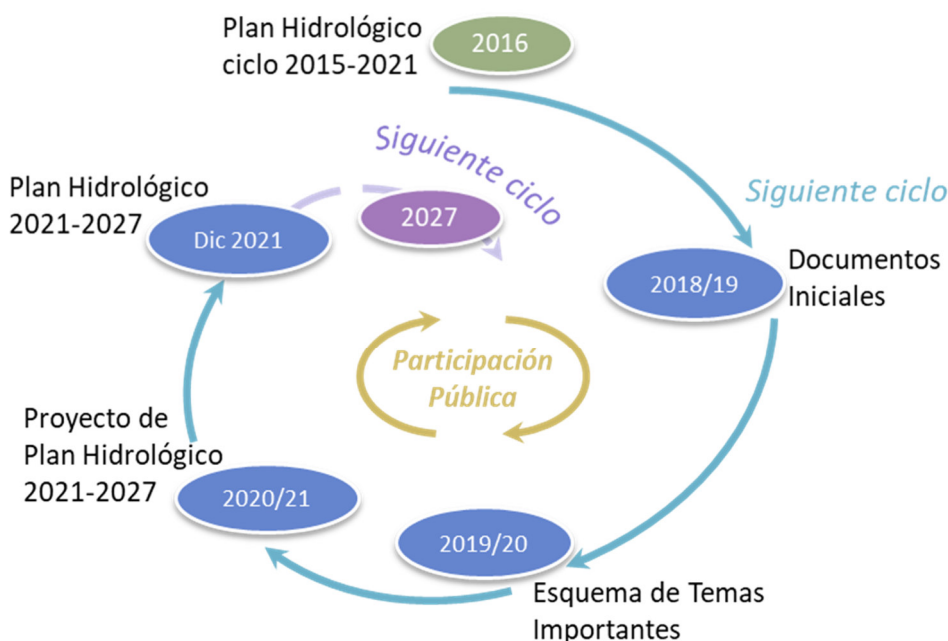 Plan Hidrológico
ciclo 2015-2021
2016
Siguiente ciclo
Siguiente ciclo
Plan Hidrológico
2021-2027
Dic 2021
2027
2018/19
Documentos
Iniciales
Participación
Pública
Proyecto de
Plan Hidrológico
2021-2027
2020/21
2019/20
Esquema de Temas
Importantes